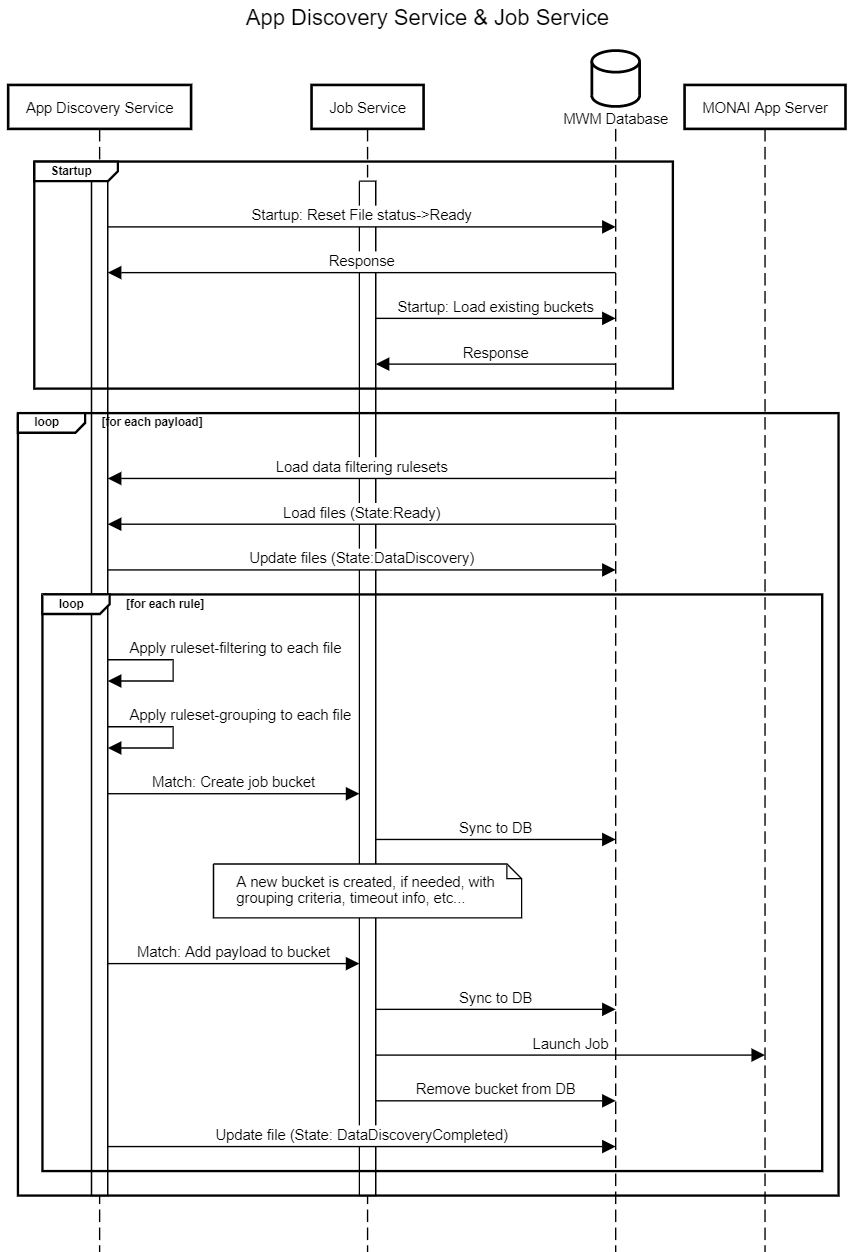 App Discovery Service & Job Service
App Discovery Service
Job Service
MWM Database
MONAI App Server
Startup
Startup: Reset File status->Ready
Response
Startup: Load existing buckets
Response
loop
[for each payload]
Load data filtering rulesets
Load files (State:Ready)
Update files (State:DataDiscovery)
loop
[for each rule]
Apply ruleset-filtering to each file
Apply ruleset-grouping to each file
Match: Create job bucket
Sync to DB
A new bucket is created, if needed, with
grouping criteria, timeout info, etc...
Match: Add payload to bucket
Sync to DB
Launch Job
Remove bucket from DB
Update file (State: DataDiscoveryCompleted)